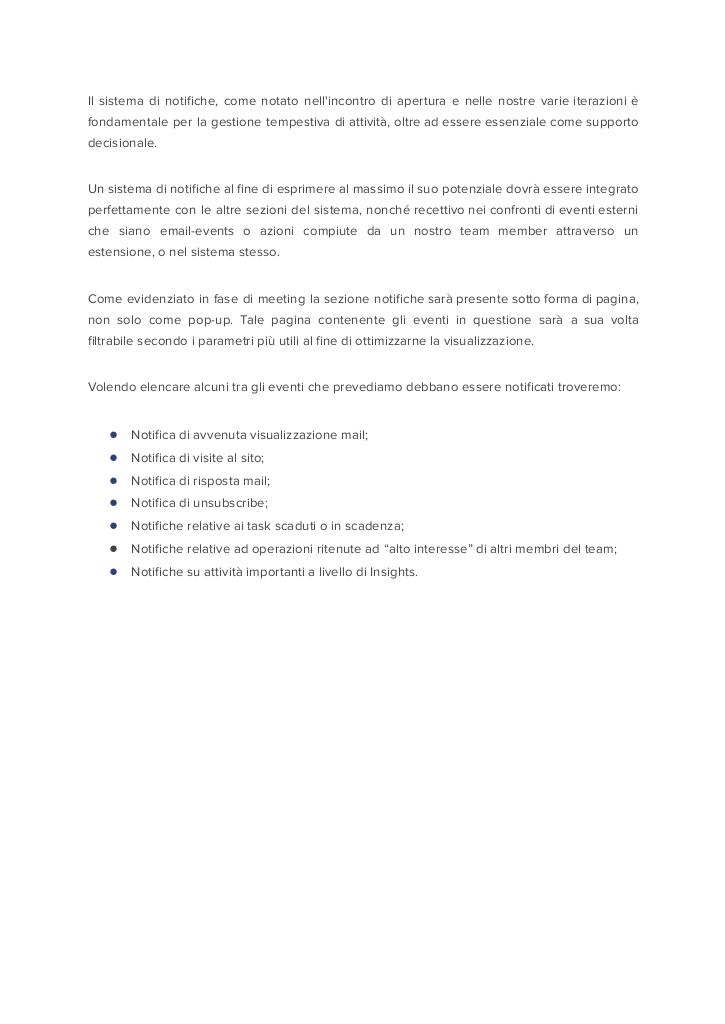 Il sistema di notifiche, come notato nell'incontro di apertura e nelle nostre varie iterazioni è
fondamentale per la gestione tempestiva di attività, oltre ad essere essenziale come supporto
decisionale.
Un sistema di notifiche al fine di esprimere al massimo il suo potenziale dovrà essere integrato
perfettamente con le altre sezioni del sistema, nonché recettivo nei confronti di eventi esterni
che siano email-events o azioni compiute da un nostro team member attraverso un
estensione, o nel sistema stesso.
Come evidenziato in fase di meeting la sezione notifiche sarà presente sotto forma di pagina,
non solo come pop-up. Tale pagina contenente gli eventi in questione sarà a sua volta
filtrabile secondo i parametri più utili al fine di ottimizzarne la visualizzazione.
Volendo elencare alcuni tra gli eventi che prevediamo debbano essere notificati troveremo:
● Notifica di avvenuta visualizzazione mail;
● Notifica di visite al sito;
● Notifica di risposta mail;
● Notifica di unsubscribe;
● Notifiche relative ai task scaduti o in scadenza;
● Notifiche relative ad operazioni ritenute ad “alto interesse” di altri membri del team;
● Notifiche su attività importanti a livello di Insights.